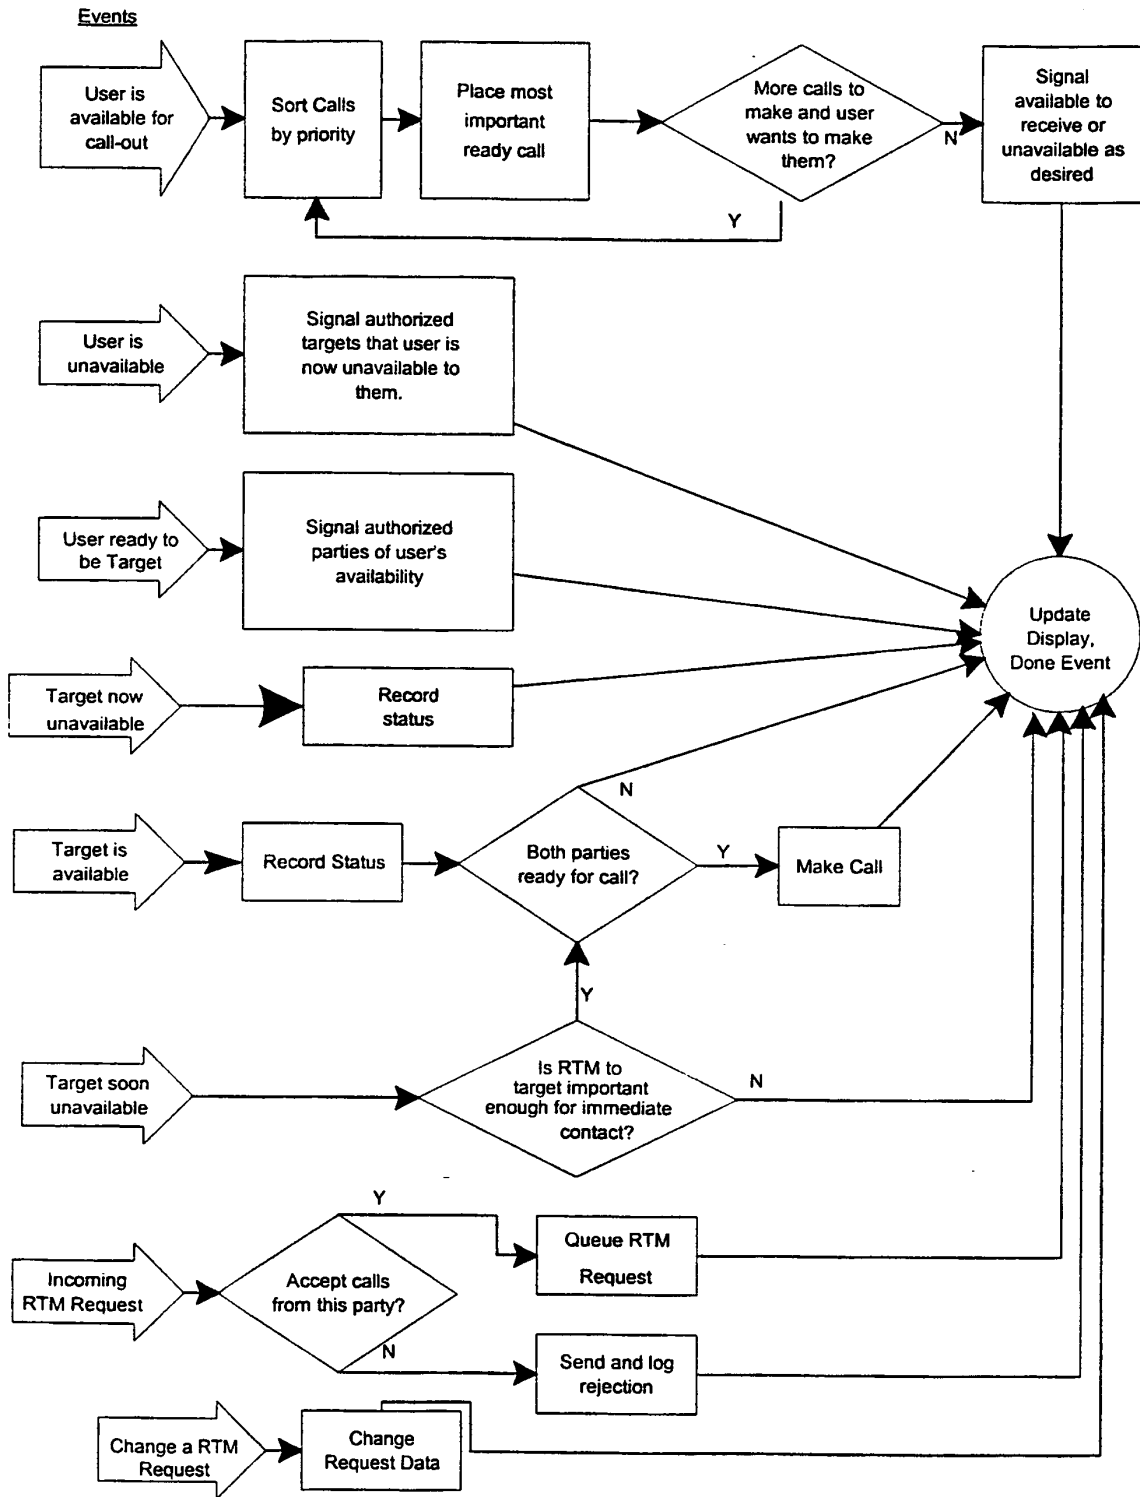 Events
User is
available for
call-out
Sort Calls
by priority
Place most
important
ready call
More calls to
make and user
wants to make
them?
N
Signal
available to
receive or
unavailable as
desired
Y
User is
unavailable
Signal authorized
targets that user is
now unavailable to
them.
User ready to
be Target
Signal authorized
parties of user's
availability
Update
Display,
Done Event
Target now
unavailable
Record
status
N
Target is
available
Record Status
Both parties
ready for call?
Y
Make Call
Y
Target soon
unavailable
Is RTM to
target important
enough for immediate
contact?
N
Y
Incoming
RTM Request
Accept calls
from this party?
Queue RTM
Request
N
Send and log
rejection
Change a RTM
Request
Change
Request Data